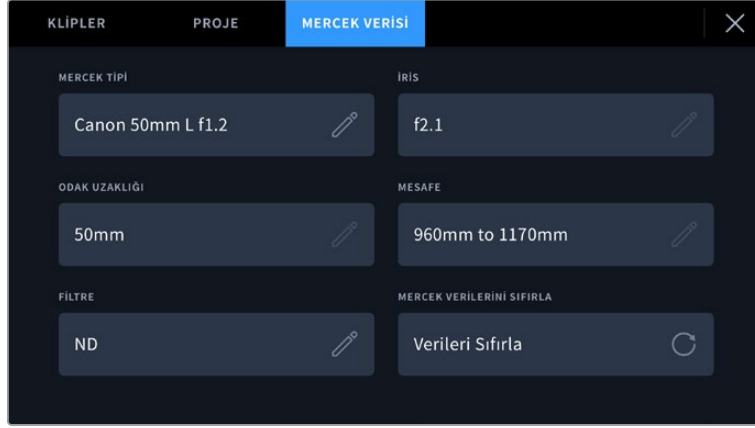 KLİPLER PROJE MERCEK VERİSİ
MERCEK TİPİ
Canon 50mm L f1.2
İRİS
f2.1
ODAK UZAKLIĞI
50mm
MESAFE
960mm to 1170mm
FİLTRE
ND
MERCEK VERİLERİNİ SIFIRLA
Verileri Sıfırla